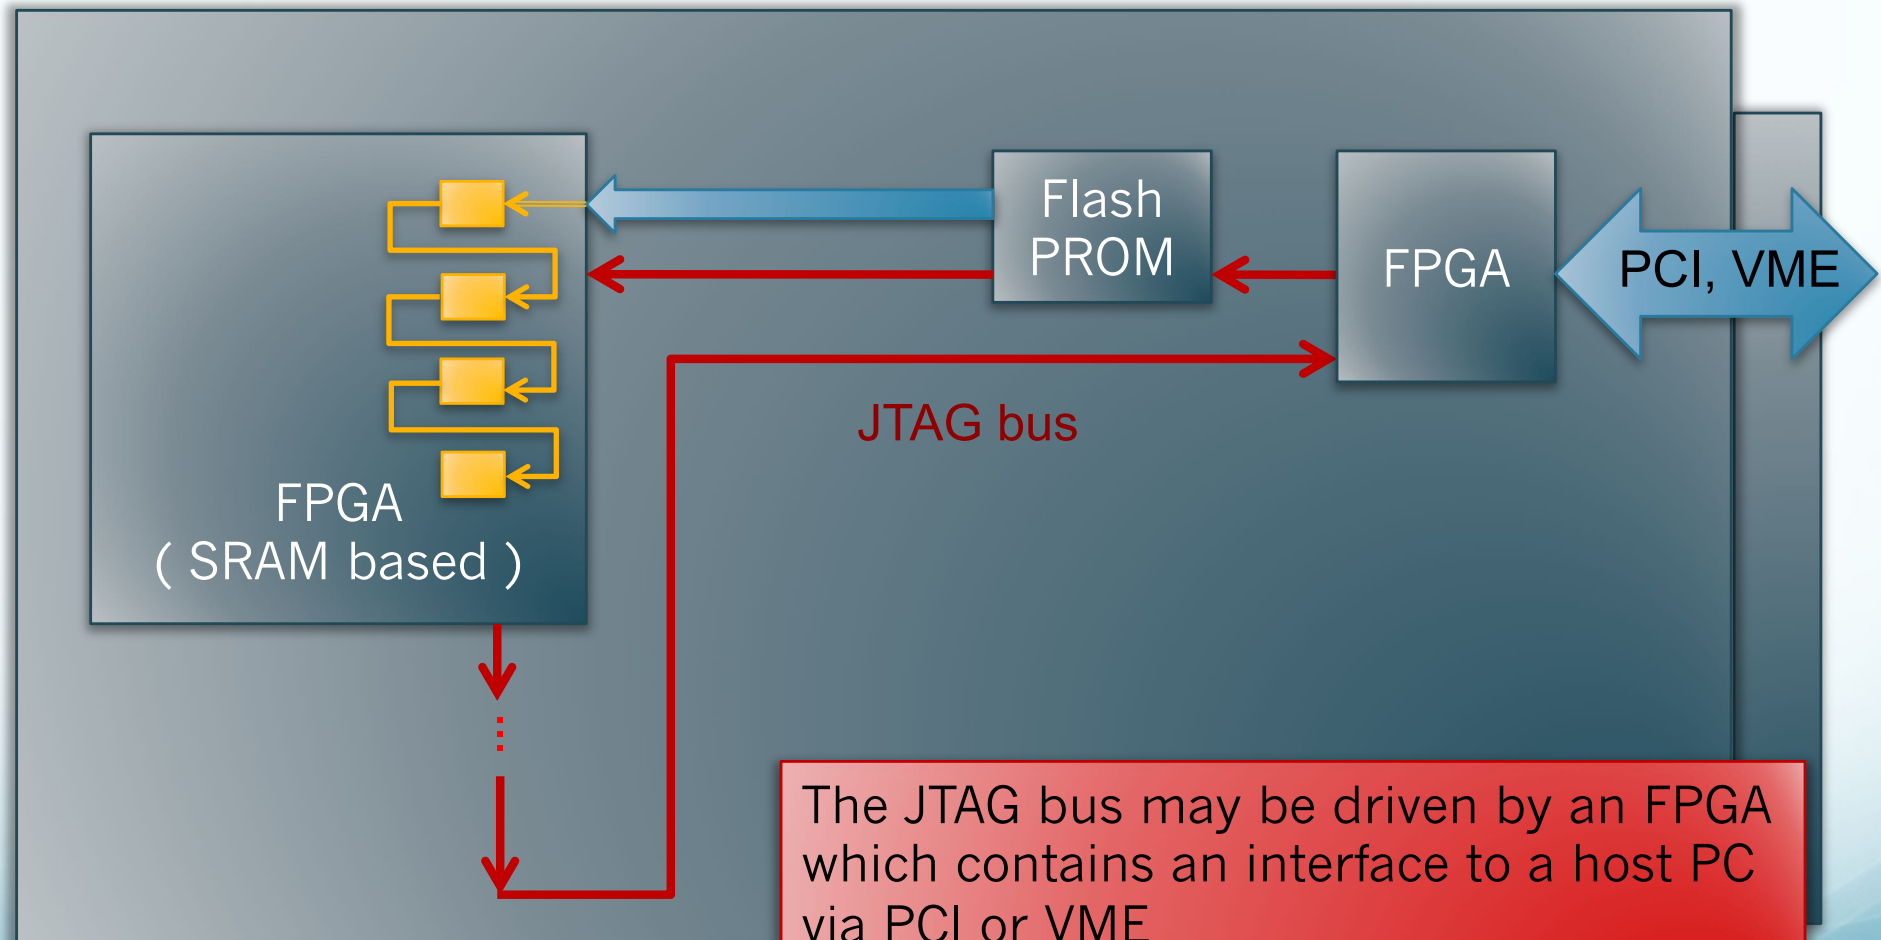 Flash
PROM
FPGA
PCI, VME
JTAG bus
FPGA
( SRAM based )
The JTAG bus may be driven by an FPGA
which contains an interface to a host PC
via PCI or VME